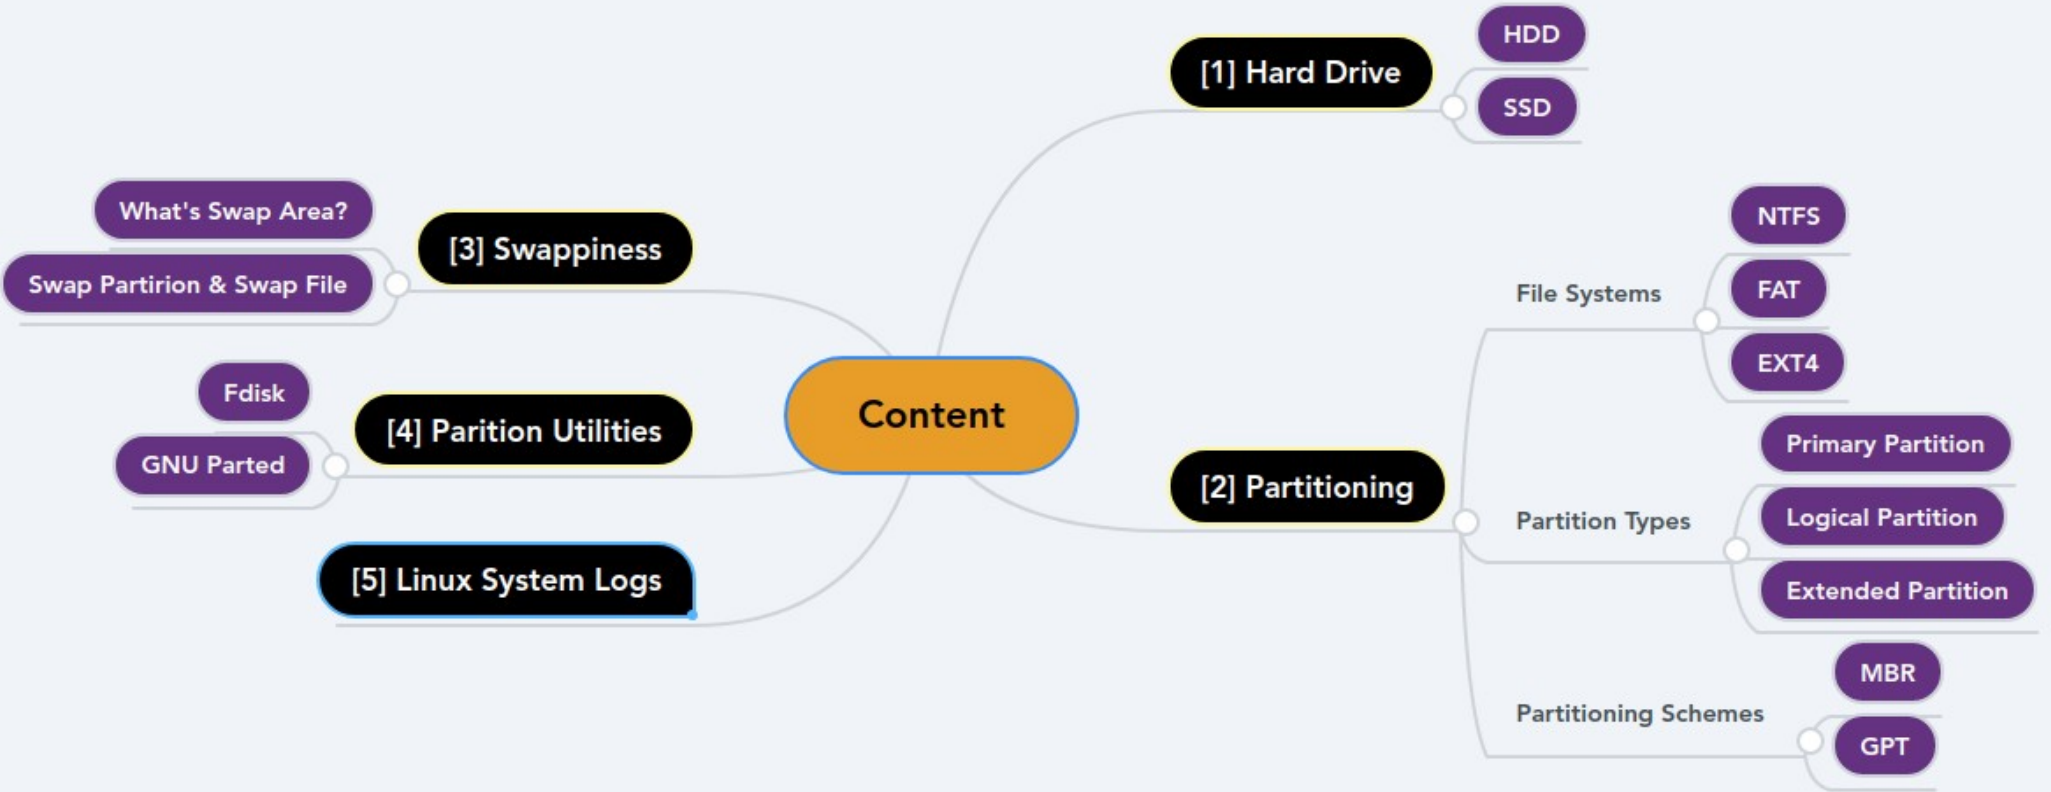 Content
[1] Hard Drive
HDD
SSD
[2] Partitioning
File Systems
NTFS
FAT
EXT4
Partition Types
Primary Partition
Logical Partition
Extended Partition
Partitioning Schemes
MBR
GPT
[3] Swappiness
What's Swap Area?
Swap Partirion & Swap File
[4] Parition Utilities
Fdisk
GNU Parted
[5] Linux System Logs